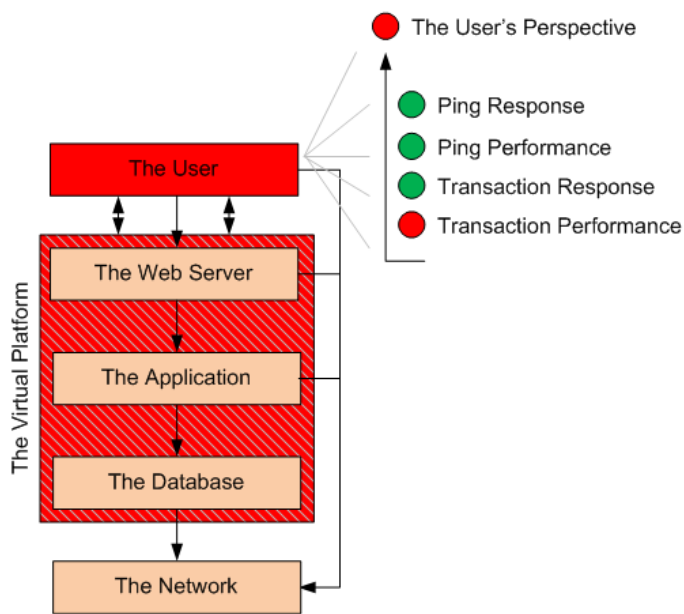 The User's Perspective
Ping Response
Ping Performance
Transaction Response
Transaction Performance
The User
The Virtual Platform
The Web Server
The Application
The Database
The Network